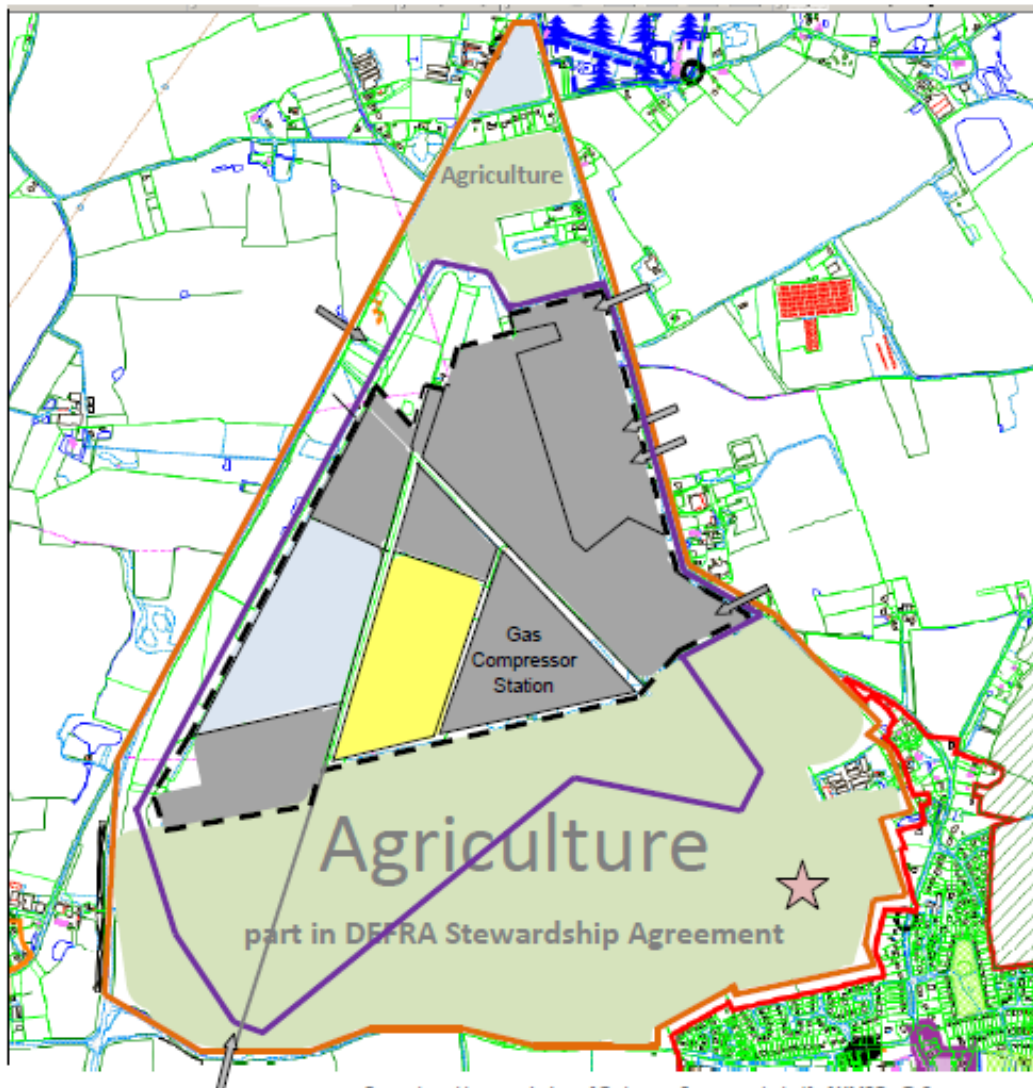 Agriculture
Gas
Compressor
Station
Agriculture
part in DEFRA Stewardship Agreement